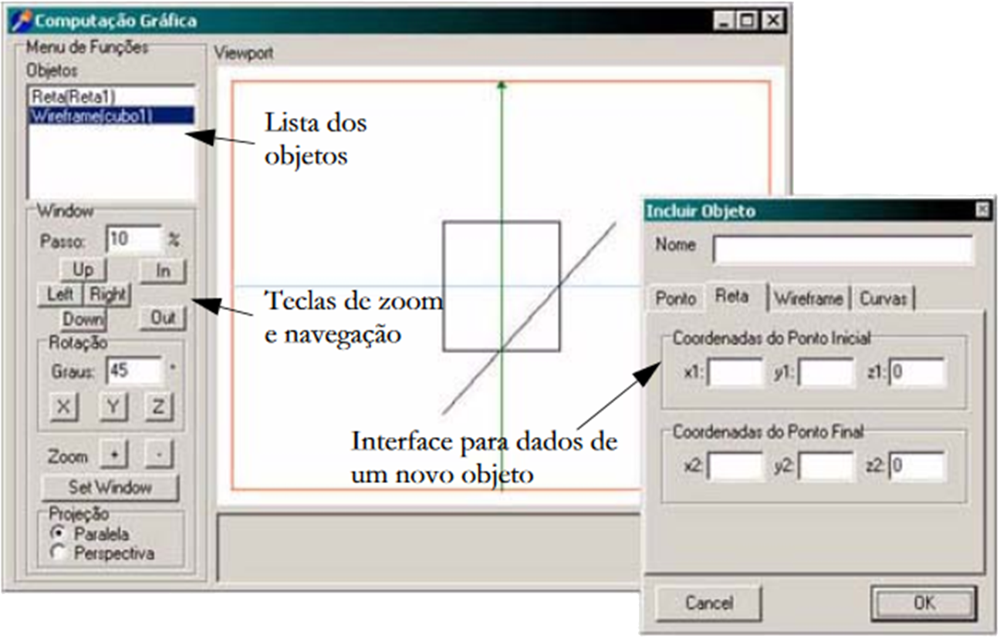 Computação Gráfica
Menu de Funções
Objetos
Reta(Reta1)
Wireframe(cubo1)
Window
Passo: 10 %
Up In
Left Right
Down Out
Rotação
Graus: 45 °
X Y Z
Zoom + -
Set Window
Projeção
Paralela
Perspectiva
Viewport
Lista dos
objetos
Teclas de zoom
e navegação
Interface para dados de
um novo objeto
Incluir Objeto
Nome
Ponto Reta Wireframe Curvas
Coordenadas do Ponto Inicial
x1: y1: z1: 0
Coordenadas do Ponto Final
x2: y2: z2: 0
Cancel OK